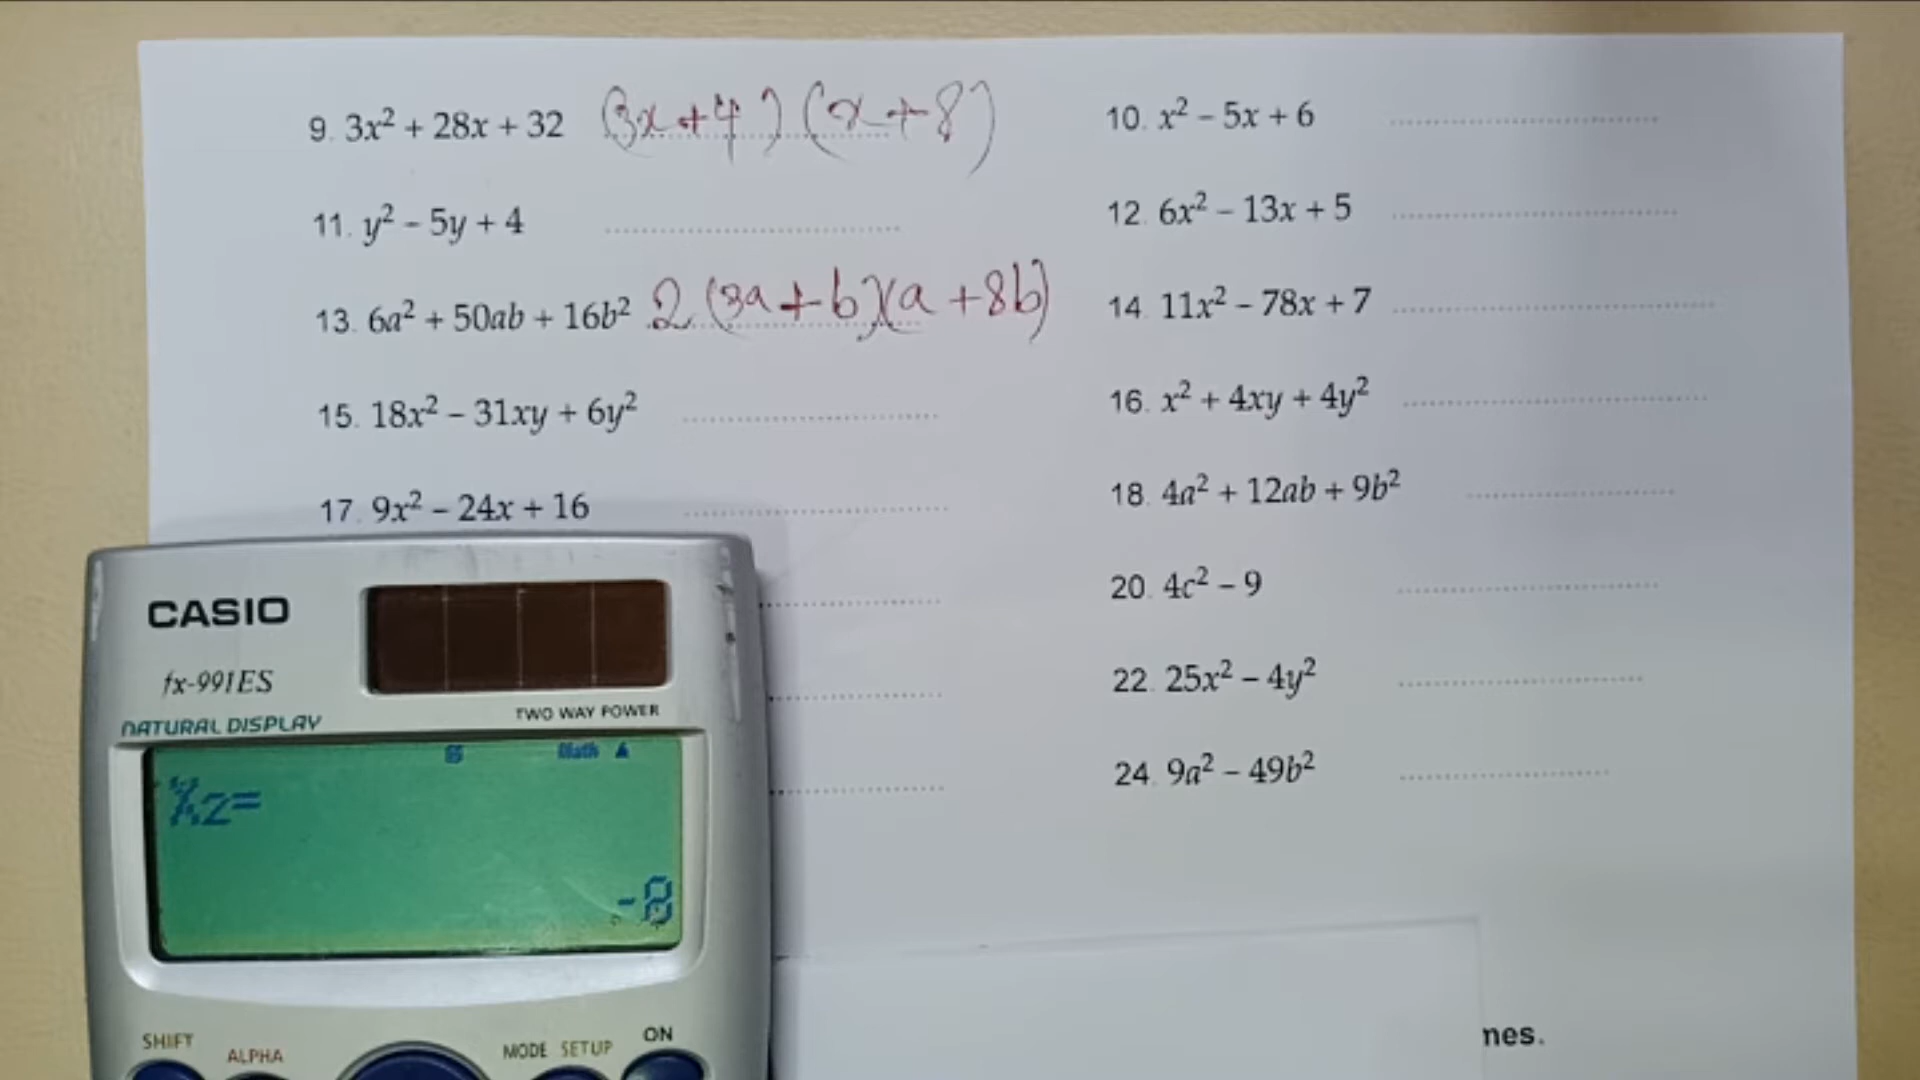 9. 3x² + 28x + 32 (3x+4)(x+8)
10. x² – 5x + 6
11. y² – 5y + 4
12. 6x² – 13x + 5
13. 6a² + 50ab + 16b² 2(3a+b)(a+8b)
14. 11x² – 78x + 7
15. 18x² – 31xy + 6y²
16. x² + 4xy + 4y²
17. 9x² – 24x + 16
18. 4a² + 12ab + 9b²
20. 4c² – 9
22. 25x² – 4y²
24. 9a² – 49b²
CASIO
fx-991ES
NATURAL DISPLAY
TWO WAY POWER
Math ▲
X₂=
-8
SHIFT
ALPHA
MODE SETUP
ON
mes.